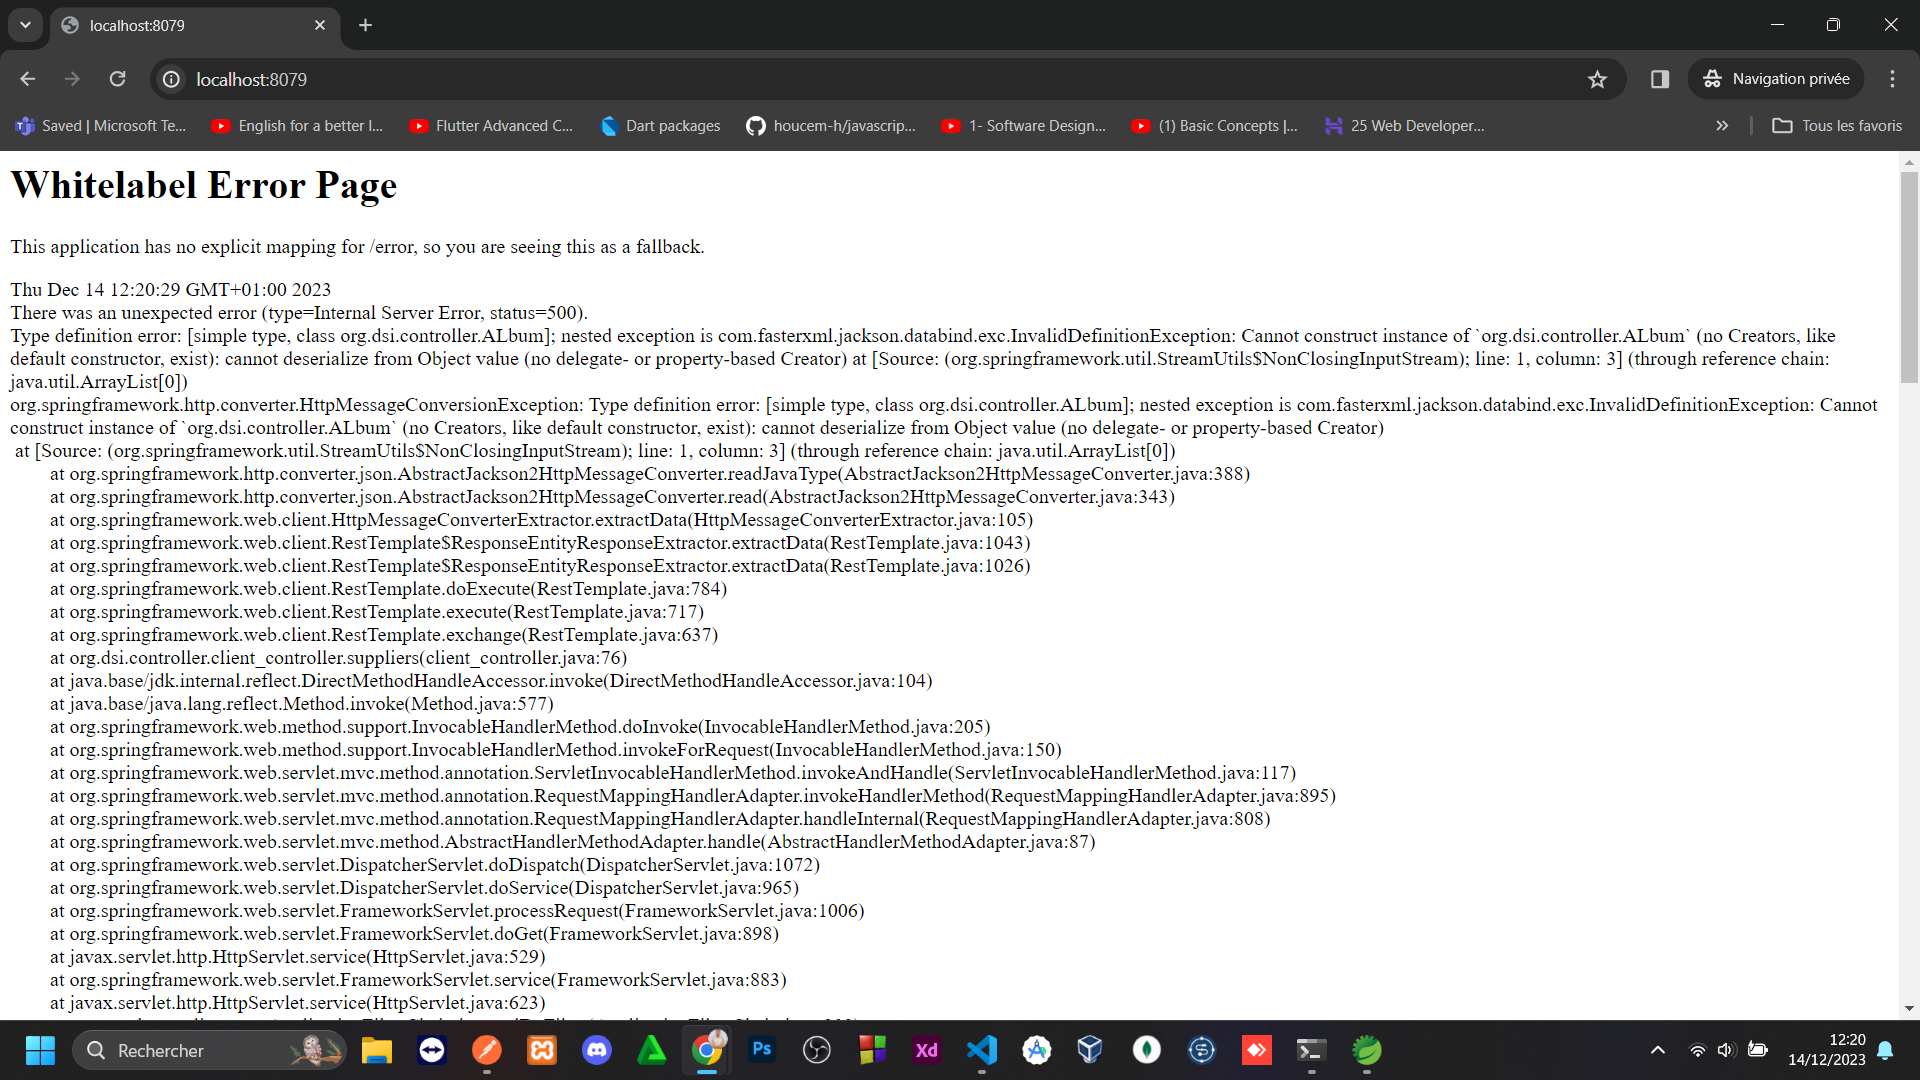 localhost:8079
localhost:8079
Navigation privée
Saved | Microsoft Te...
English for a better l...
Flutter Advanced C...
Dart packages
houcem-h/javascrip...
1- Software Design...
(1) Basic Concepts |...
25 Web Developer...
Tous les favoris
Whitelabel Error Page
This application has no explicit mapping for /error, so you are seeing this as a fallback.
Thu Dec 14 12:20:29 GMT+01:00 2023
There was an unexpected error (type=Internal Server Error, status=500).
Type definition error: [simple type, class org.dsi.controller.ALbum]; nested exception is com.fasterxml.jackson.databind.exc.InvalidDefinitionException: Cannot construct instance of `org.dsi.controller.ALbum` (no Creators, like
default constructor, exist): cannot deserialize from Object value (no delegate- or property-based Creator) at [Source: (org.springframework.util.StreamUtils$NonClosingInputStream); line: 1, column: 3] (through reference chain:
java.util.ArrayList[0])
org.springframework.http.converter.HttpMessageConversionException: Type definition error: [simple type, class org.dsi.controller.ALbum]; nested exception is com.fasterxml.jackson.databind.exc.InvalidDefinitionException: Cannot
construct instance of `org.dsi.controller.ALbum` (no Creators, like default constructor, exist): cannot deserialize from Object value (no delegate- or property-based Creator)
at [Source: (org.springframework.util.StreamUtils$NonClosingInputStream); line: 1, column: 3] (through reference chain: java.util.ArrayList[0])
at org.springframework.http.converter.json.AbstractJackson2HttpMessageConverter.readJavaType(AbstractJackson2HttpMessageConverter.java:388)
at org.springframework.http.converter.json.AbstractJackson2HttpMessageConverter.read(AbstractJackson2HttpMessageConverter.java:343)
at org.springframework.web.client.HttpMessageConverterExtractor.extractData(HttpMessageConverterExtractor.java:105)
at org.springframework.web.client.RestTemplate$ResponseEntityResponseExtractor.extractData(RestTemplate.java:1043)
at org.springframework.web.client.RestTemplate$ResponseEntityResponseExtractor.extractData(RestTemplate.java:1026)
at org.springframework.web.client.RestTemplate.doExecute(RestTemplate.java:784)
at org.springframework.web.client.RestTemplate.execute(RestTemplate.java:717)
at org.springframework.web.client.RestTemplate.exchange(RestTemplate.java:637)
at org.dsi.controller.client_controller.suppliers(client_controller.java:76)
at java.base/jdk.internal.reflect.DirectMethodHandleAccessor.invoke(DirectMethodHandleAccessor.java:104)
at java.base/java.lang.reflect.Method.invoke(Method.java:577)
at org.springframework.web.method.support.InvocableHandlerMethod.doInvoke(InvocableHandlerMethod.java:205)
at org.springframework.web.method.support.InvocableHandlerMethod.invokeForRequest(InvocableHandlerMethod.java:150)
at org.springframework.web.servlet.mvc.method.annotation.ServletInvocableHandlerMethod.invokeAndHandle(ServletInvocableHandlerMethod.java:117)
at org.springframework.web.servlet.mvc.method.annotation.RequestMappingHandlerAdapter.invokeHandlerMethod(RequestMappingHandlerAdapter.java:895)
at org.springframework.web.servlet.mvc.method.annotation.RequestMappingHandlerAdapter.handleInternal(RequestMappingHandlerAdapter.java:808)
at org.springframework.web.servlet.mvc.method.AbstractHandlerMethodAdapter.handle(AbstractHandlerMethodAdapter.java:87)
at org.springframework.web.servlet.DispatcherServlet.doDispatch(DispatcherServlet.java:1072)
at org.springframework.web.servlet.DispatcherServlet.doService(DispatcherServlet.java:965)
at org.springframework.web.servlet.FrameworkServlet.processRequest(FrameworkServlet.java:1006)
at org.springframework.web.servlet.FrameworkServlet.doGet(FrameworkServlet.java:898)
at javax.servlet.http.HttpServlet.service(HttpServlet.java:529)
at org.springframework.web.servlet.FrameworkServlet.service(FrameworkServlet.java:883)
at javax.servlet.http.HttpServlet.service(HttpServlet.java:623)
Rechercher
Ps
Xd
12:20
14/12/2023